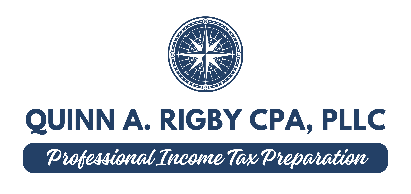 QUINN A. RIGBY CPA, PLLC
Professional Income Tax Preparation